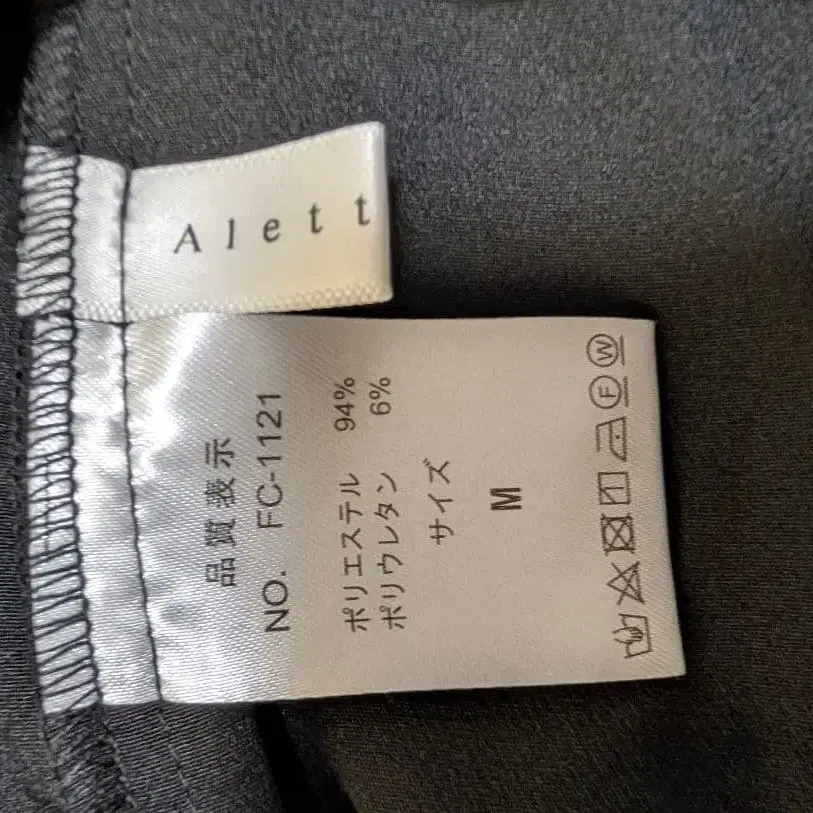 Alett
品質表示
NO. FC-1121
ポリエステル 94%
ポリウレタン 6%
サイズ
M
F W